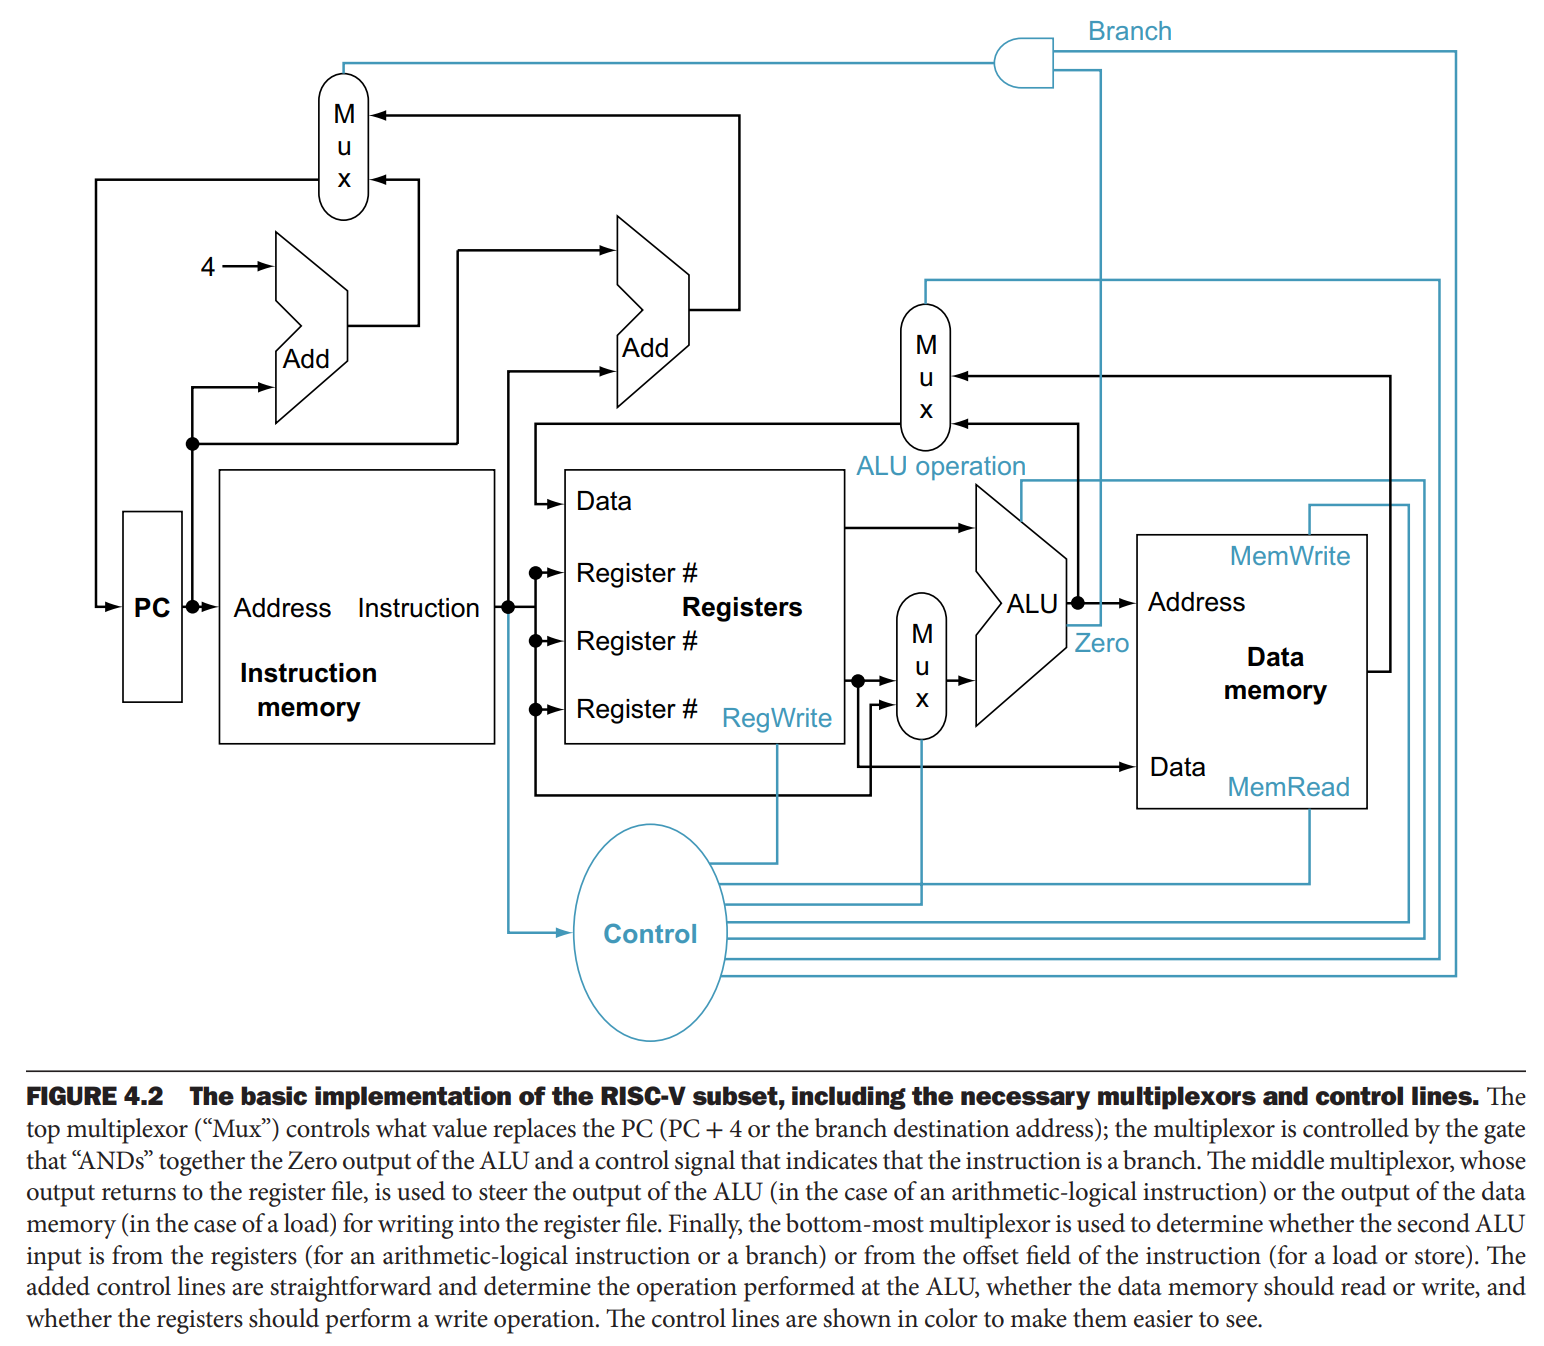 Branch
M
u
x
4
Add
Add
M
u
x
ALU operation
Data
Register #
Registers
Register #
Register #
RegWrite
PC
Address
Instruction
Instruction
memory
M
u
x
ALU
Zero
MemWrite
Address
Data
memory
Data
MemRead
Control
FIGURE 4.2 The basic implementation of the RISC-V subset, including the necessary multiplexors and control lines. The
top multiplexor (“Mux”) controls what value replaces the PC (PC + 4 or the branch destination address); the multiplexor is controlled by the gate
that “ANDs” together the Zero output of the ALU and a control signal that indicates that the instruction is a branch. The middle multiplexor, whose
output returns to the register file, is used to steer the output of the ALU (in the case of an arithmetic-logical instruction) or the output of the data
memory (in the case of a load) for writing into the register file. Finally, the bottom-most multiplexor is used to determine whether the second ALU
input is from the registers (for an arithmetic-logical instruction or a branch) or from the offset field of the instruction (for a load or store). The
added control lines are straightforward and determine the operation performed at the ALU, whether the data memory should read or write, and
whether the registers should perform a write operation. The control lines are shown in color to make them easier to see.